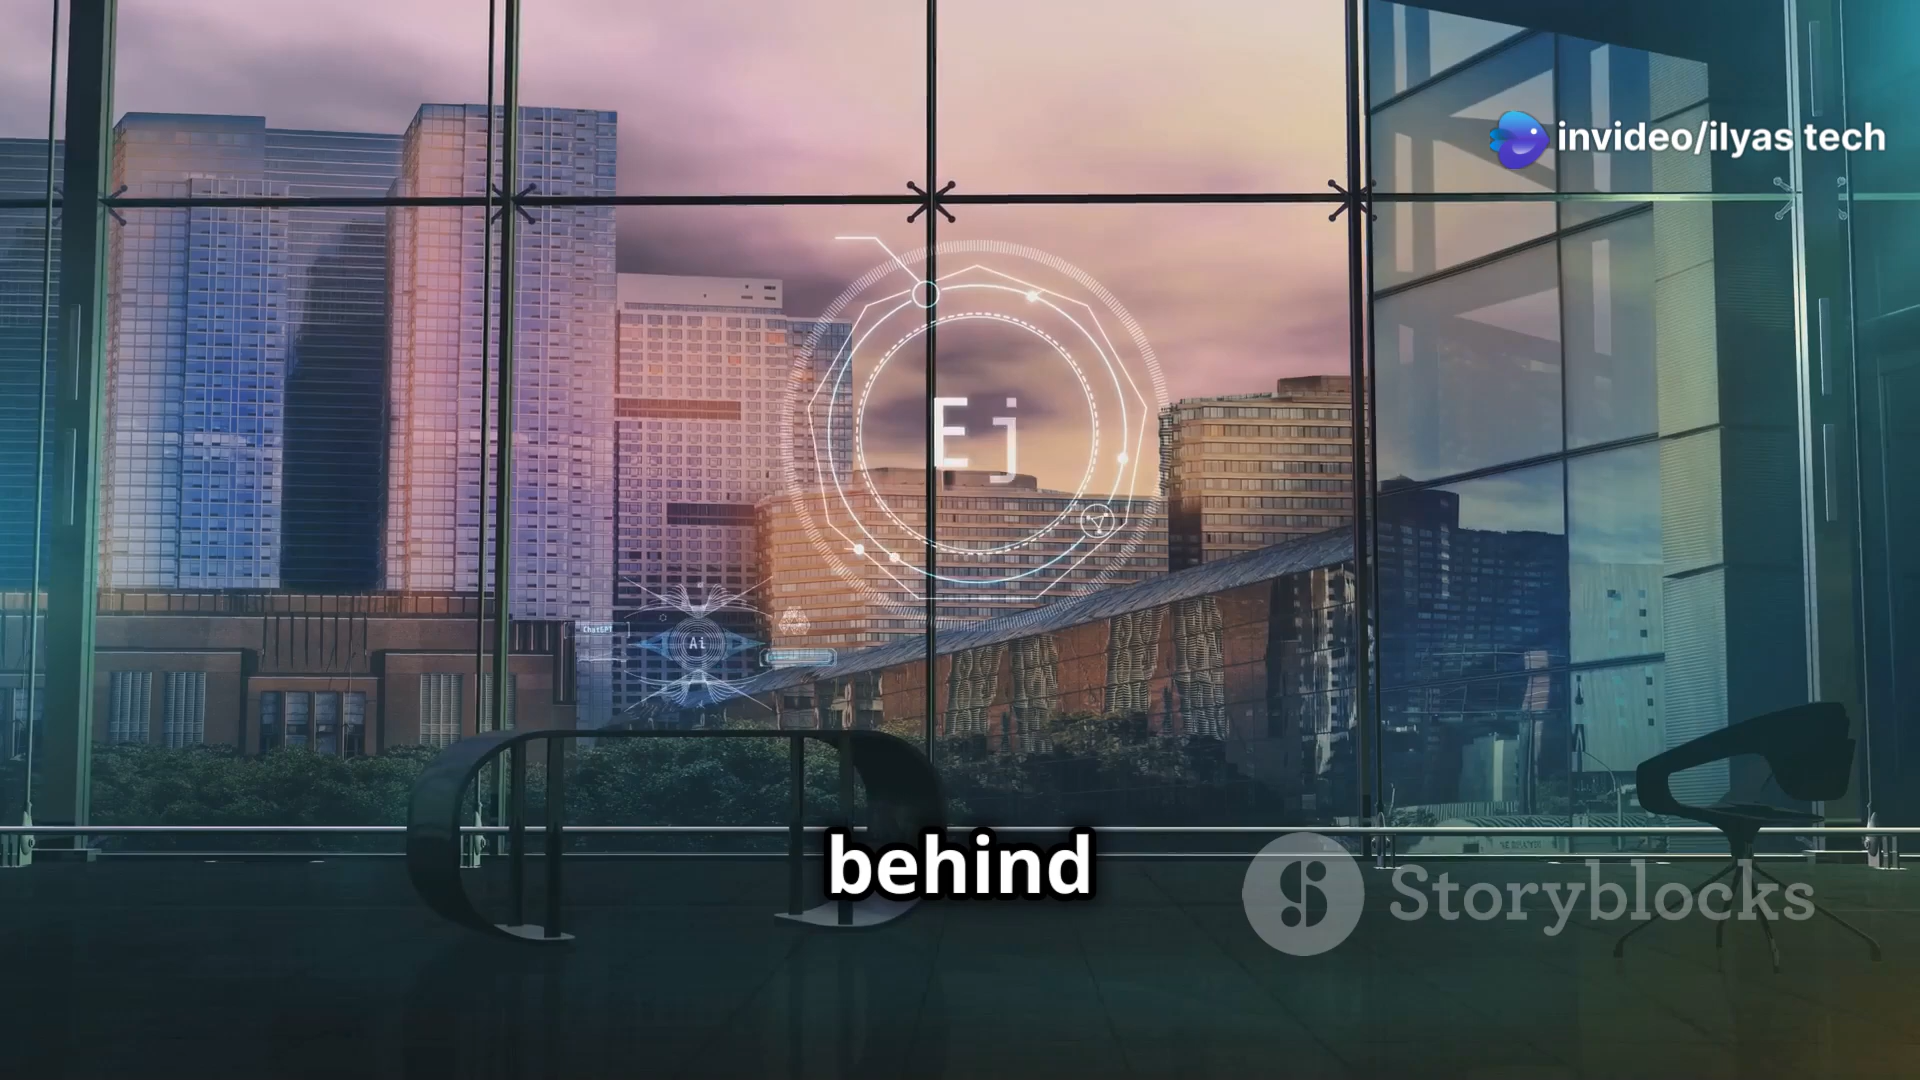 invideo/ilyas tech
Ej
ChatGPT
Ai
behind
Storyblocks